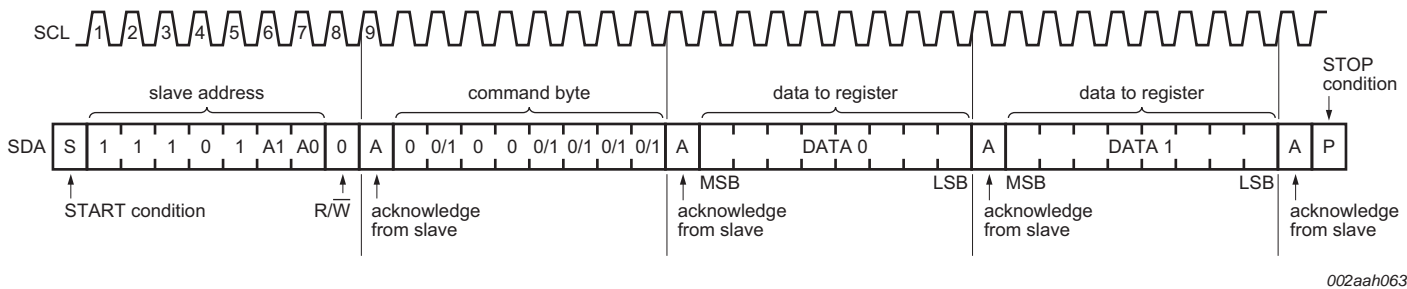 SCL 1 2 3 4 5 6 7 8 9
STOP
condition
slave address command byte data to register data to register
SDA S 1 1 1 0 1 A1 A0 0 A 0 0/1 0 0 0/1 0/1 0/1 0/1 A DATA 0 A DATA 1 A P
MSB LSB MSB LSB
START condition R/W̅ acknowledge acknowledge acknowledge acknowledge
from slave from slave from slave from slave
002aah063